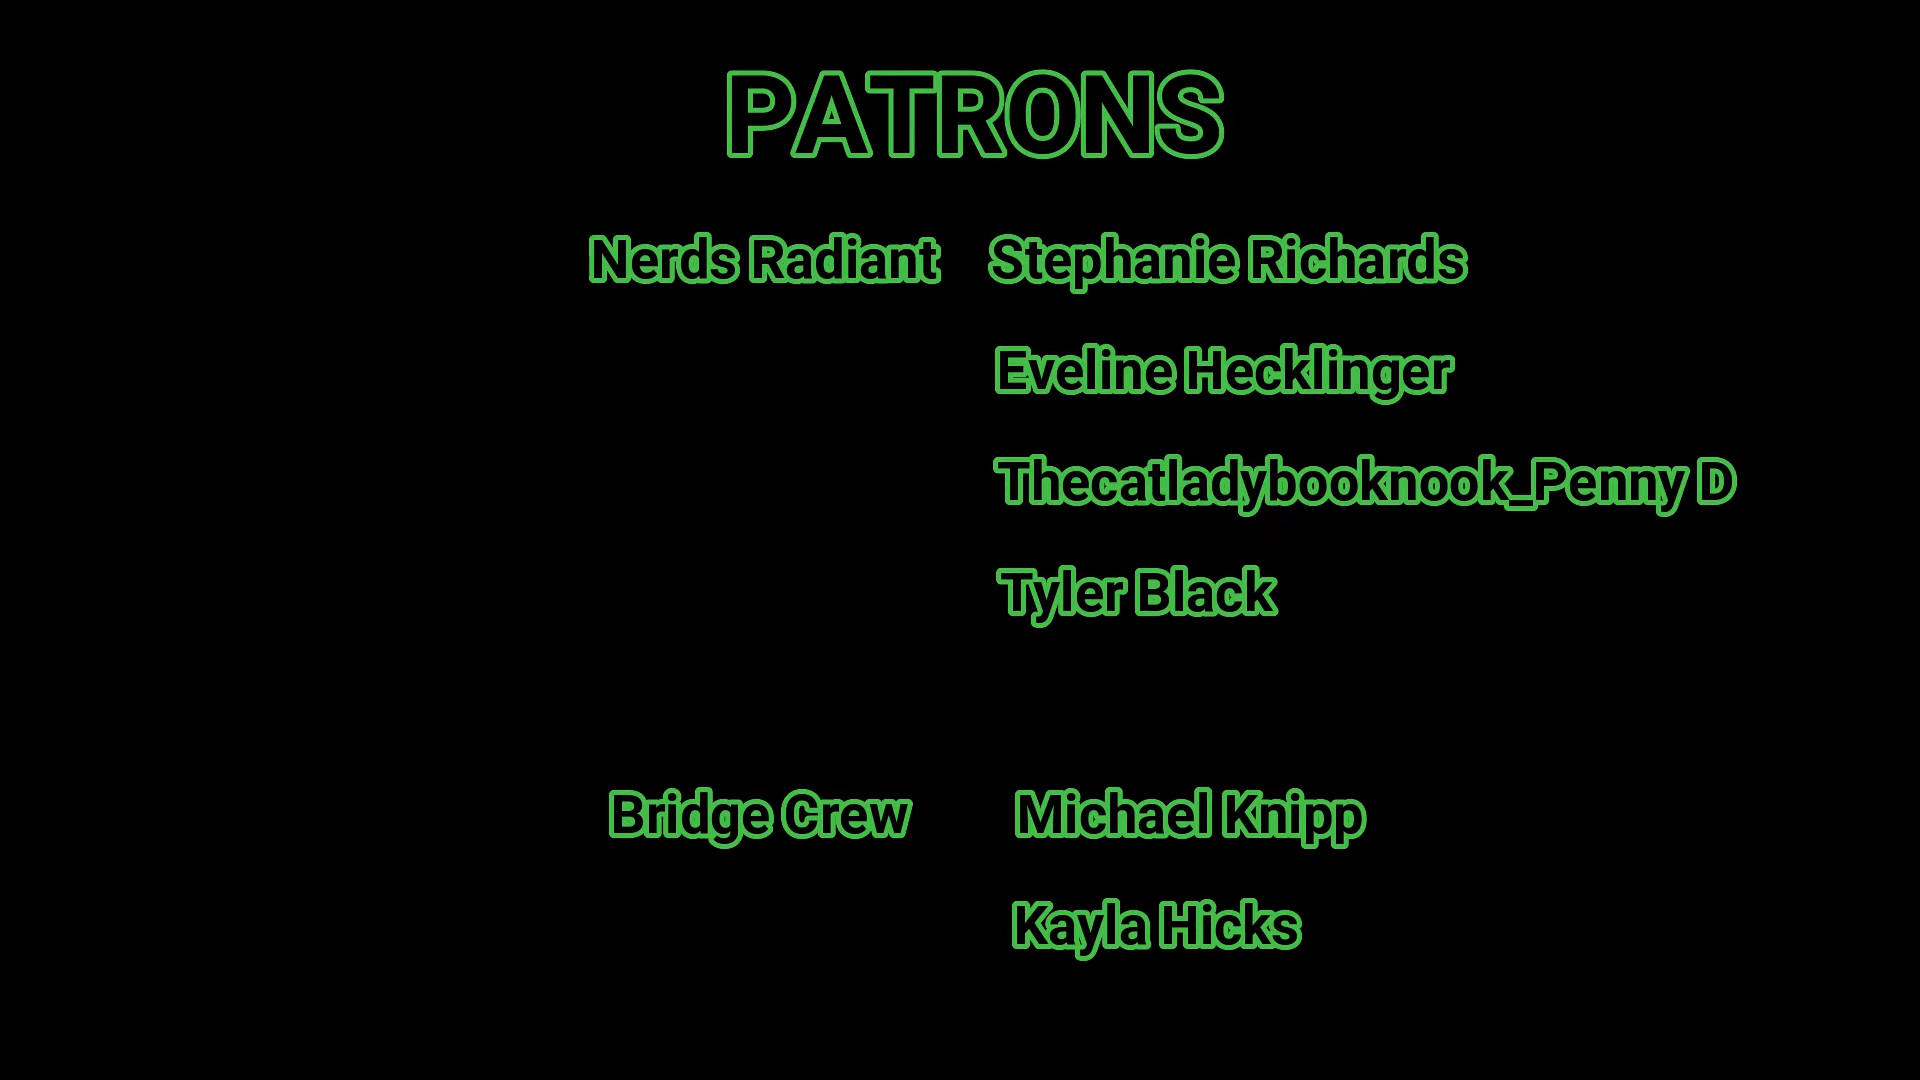 PATRONS
Nerds Radiant Stephanie Richards
Eveline Hecklinger
Thecatladybooknook_Penny D
Tyler Black
Bridge Crew Michael Knipp
Kayla Hicks